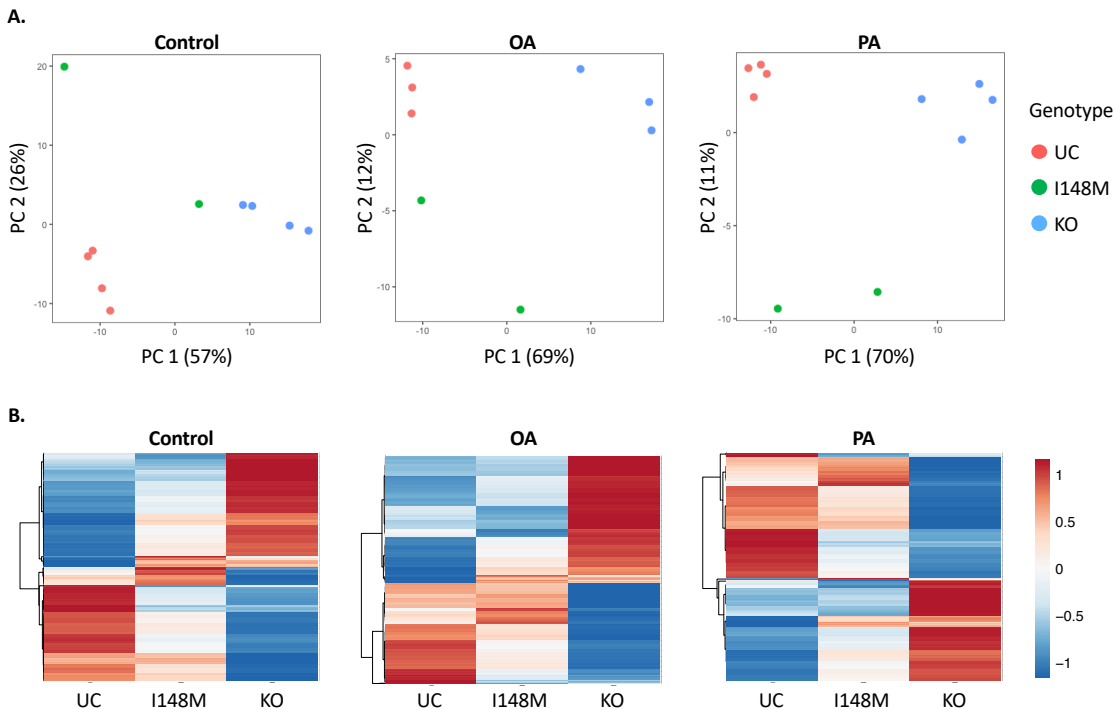 A.
Control
OA
PA
20
10
0
-10
PC 2 (26%)
-10
0
10
PC 1 (57%)
5
0
-5
-10
PC 2 (12%)
-10
0
10
PC 1 (69%)
0
-5
-10
PC 2 (11%)
-10
0
10
PC 1 (70%)
Genotype
UC
I148M
KO
B.
Control
OA
PA
1
0.5
0
−0.5
−1
UC I148M KO
UC I148M KO
UC I148M KO